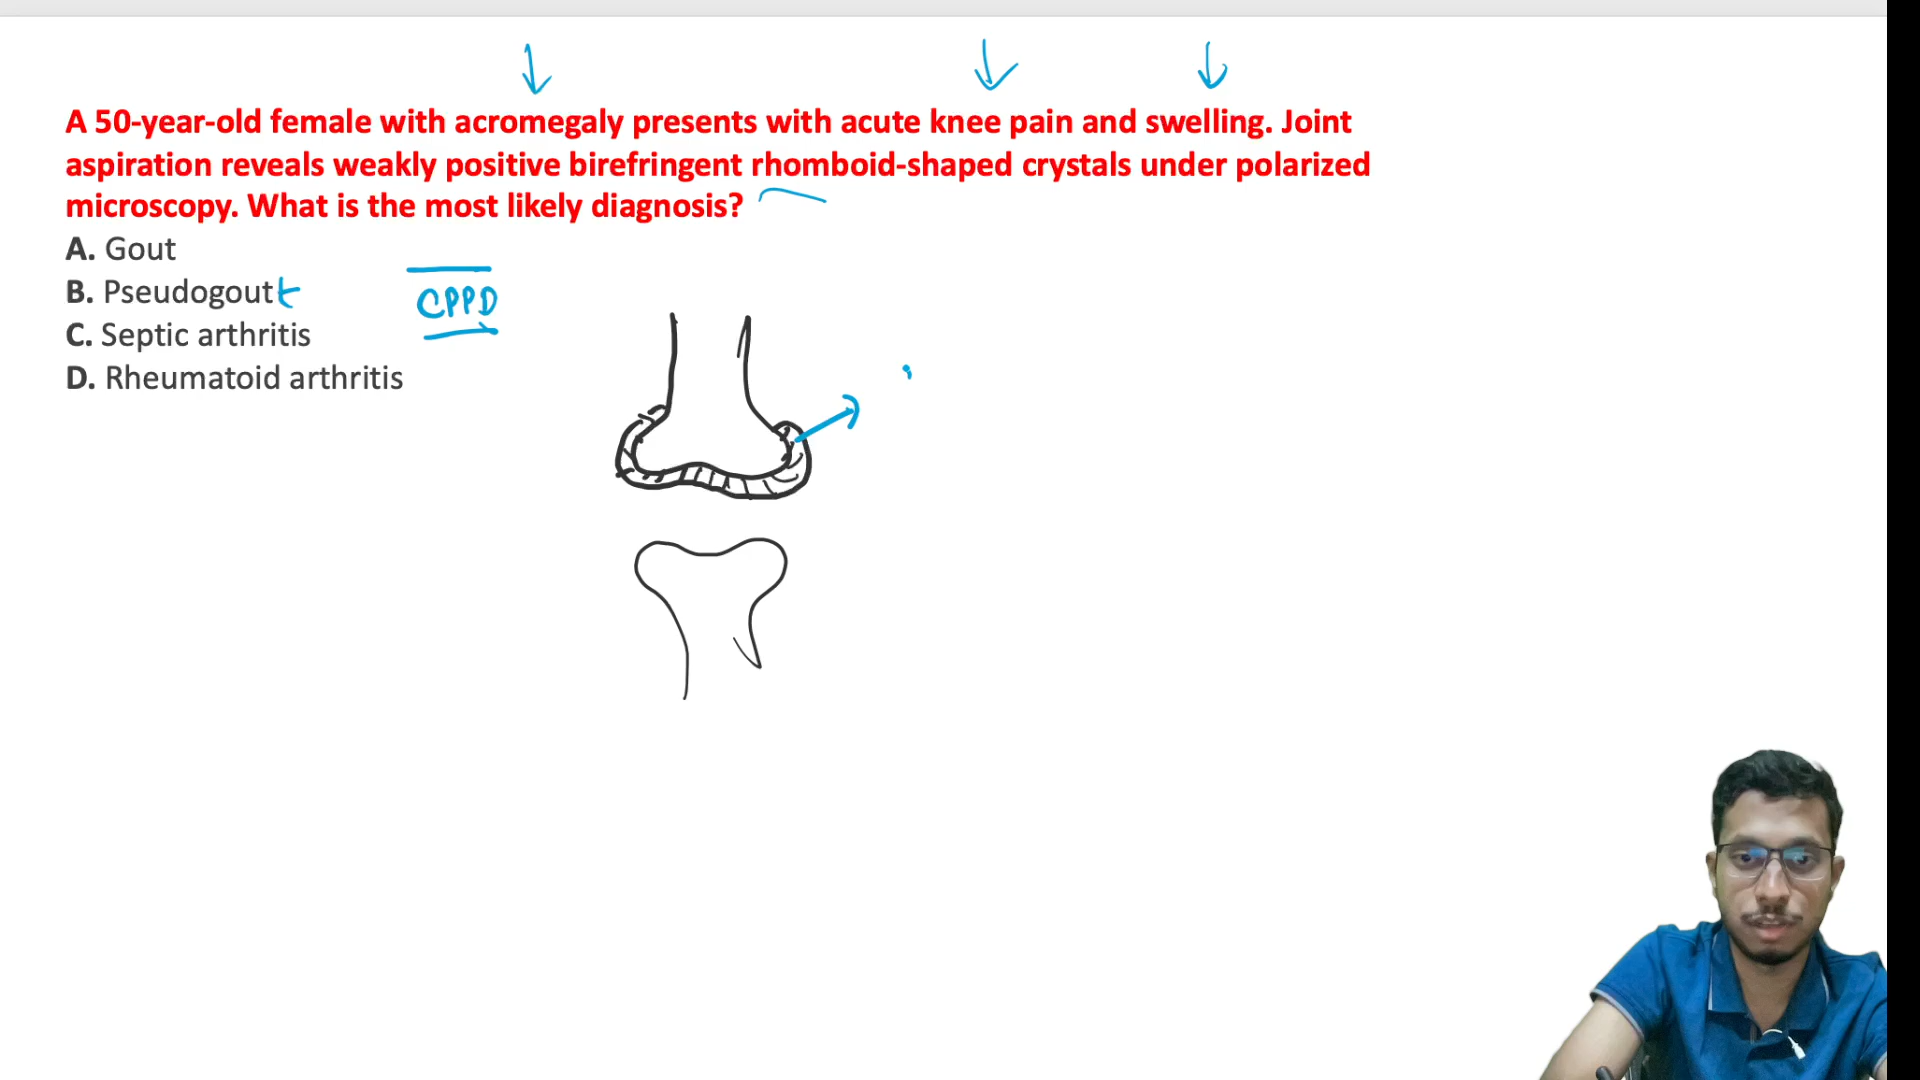 A 50-year-old female with acromegaly presents with acute knee pain and swelling. Joint
aspiration reveals weakly positive birefringent rhomboid-shaped crystals under polarized
microscopy. What is the most likely diagnosis?
A. Gout
B. Pseudogout
CPPD
C. Septic arthritis
D. Rheumatoid arthritis